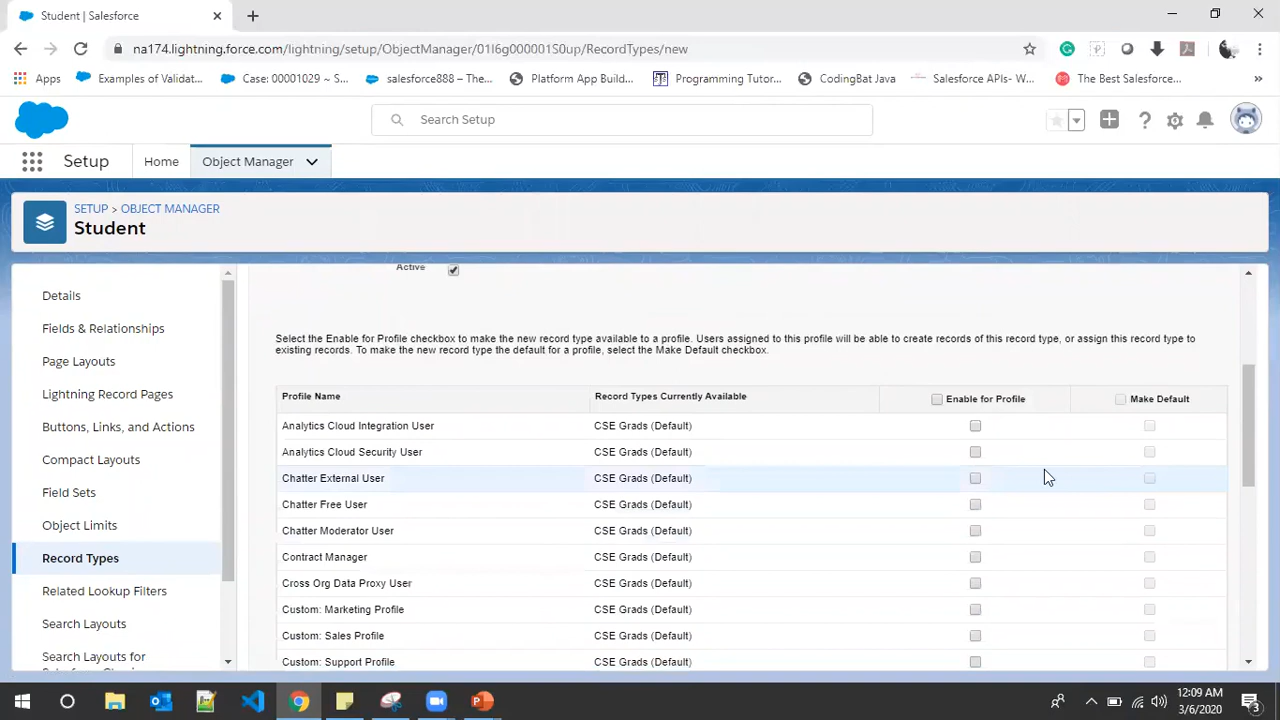 Student | Salesforce
na174.lightning.force.com/lightning/setup/ObjectManager/01I6g000001S0up/RecordTypes/new
Apps
Examples of Validat...
Case: 00001029 ~ S...
salesforce888 – The...
Platform App Build...
Programming Tutor...
CodingBat Java
Salesforce APIs- W...
The Best Salesforce...
»
Search Setup
Setup
Home
Object Manager
SETUP > OBJECT MANAGER
Student
Details
Fields & Relationships
Page Layouts
Lightning Record Pages
Buttons, Links, and Actions
Compact Layouts
Field Sets
Object Limits
Record Types
Related Lookup Filters
Search Layouts
Search Layouts for
Active
Select the Enable for Profile checkbox to make the new record type available to a profile. Users assigned to this profile will be able to create records of this record type, or assign this record type to
existing records. To make the new record type the default for a profile, select the Make Default checkbox.
Profile Name Record Types Currently Available Enable for Profile Make Default
Analytics Cloud Integration User CSE Grads (Default)
Analytics Cloud Security User CSE Grads (Default)
Chatter External User CSE Grads (Default)
Chatter Free User CSE Grads (Default)
Chatter Moderator User CSE Grads (Default)
Contract Manager CSE Grads (Default)
Cross Org Data Proxy User CSE Grads (Default)
Custom: Marketing Profile CSE Grads (Default)
Custom: Sales Profile CSE Grads (Default)
Custom: Support Profile CSE Grads (Default)
12:09 AM
3/6/2020
3